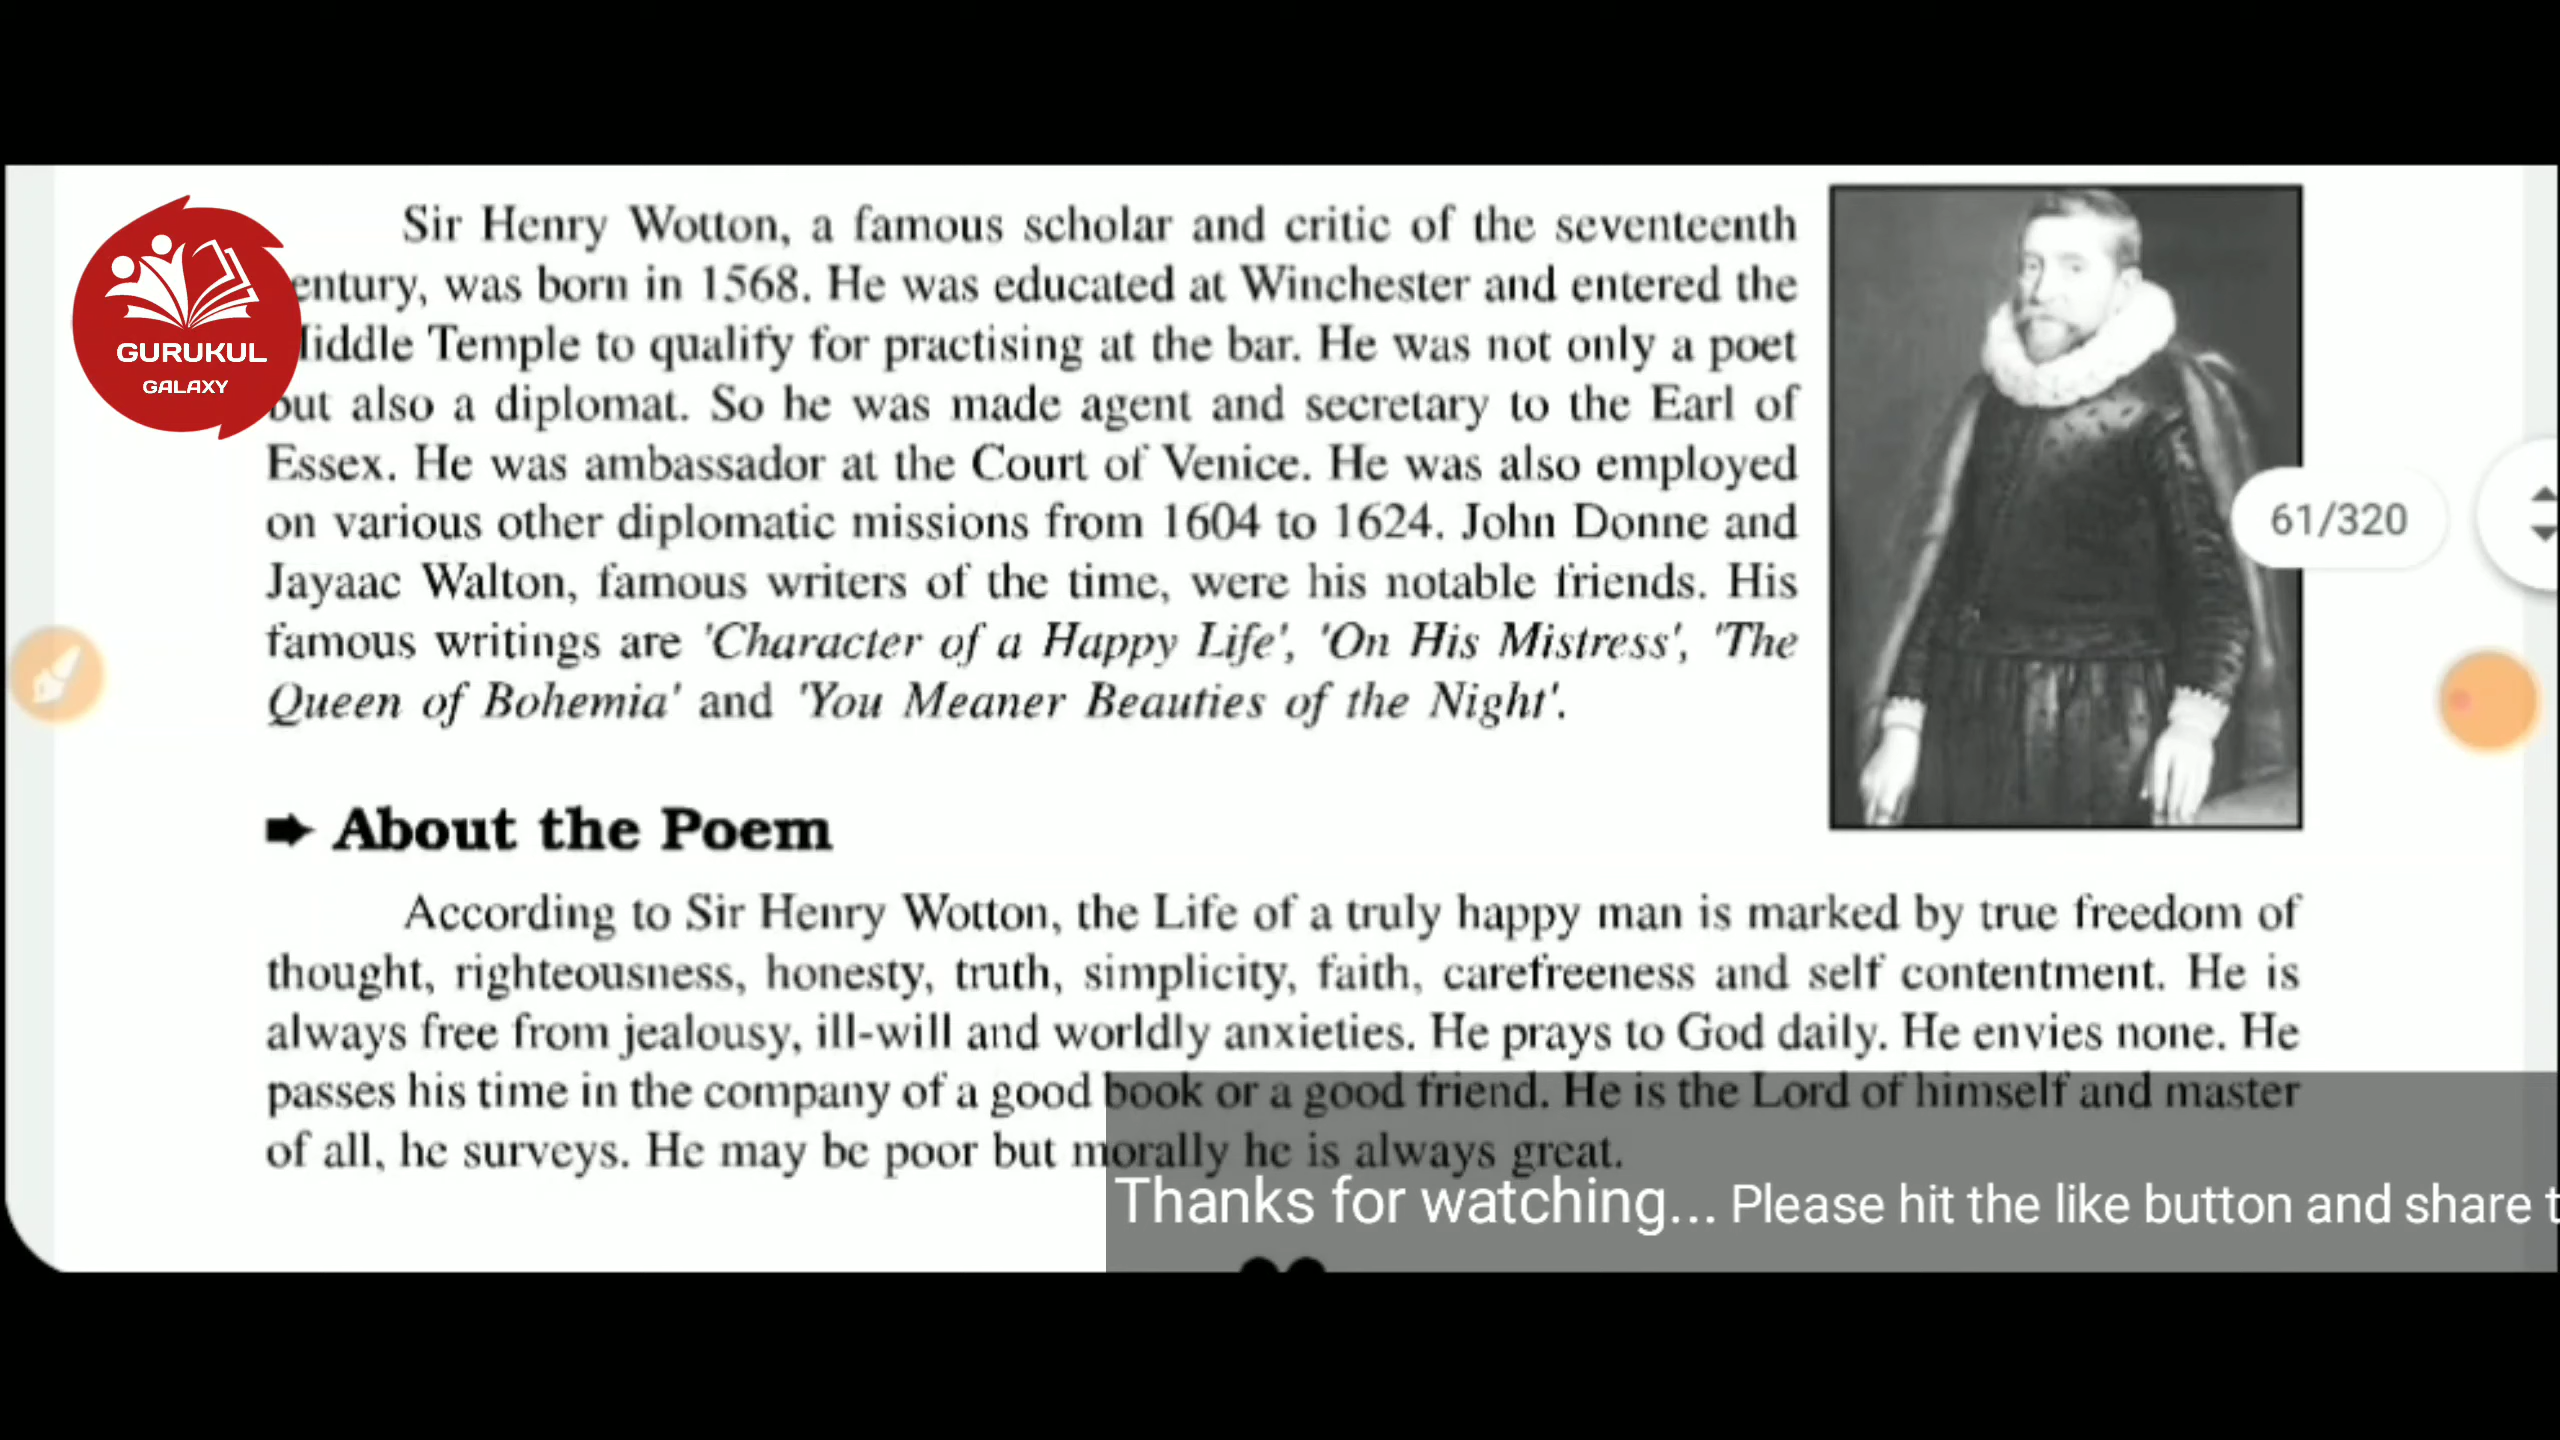 Sir Henry Wotton, a famous scholar and critic of the seventeenth
entury, was born in 1568. He was educated at Winchester and entered the
iddle Temple to qualify for practising at the bar. He was not only a poet
but also a diplomat. So he was made agent and secretary to the Earl of
Essex. He was ambassador at the Court of Venice. He was also employed
on various other diplomatic missions from 1604 to 1624. John Donne and
Jayaac Walton, famous writers of the time, were his notable friends. His
famous writings are 'Character of a Happy Life', 'On His Mistress', 'The
Queen of Bohemia' and 'You Meaner Beauties of the Night'.
GURUKUL
GALAXY
61/320
About the Poem
According to Sir Henry Wotton, the Life of a truly happy man is marked by true freedom of
thought, righteousness, honesty, truth, simplicity, faith, carefreeness and self contentment. He is
always free from jealousy, ill-will and worldly anxieties. He prays to God daily. He envies none. He
passes his time in the company of a good book or a good friend. He is the Lord of himself and master
of all, he surveys. He may be poor but morally he is always great.
Thanks for watching... Please hit the like button and share t